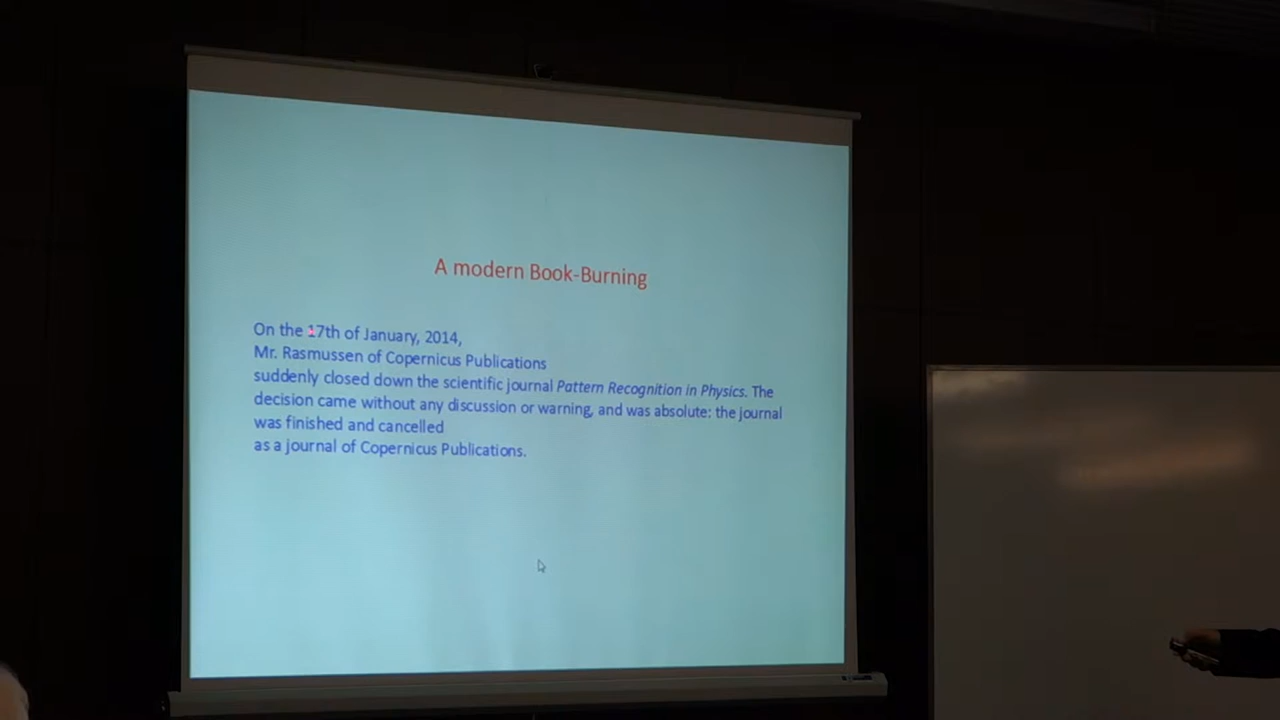 A modern Book-Burning
On the 17th of January, 2014,
Mr. Rasmussen of Copernicus Publications
suddenly closed down the scientific journal Pattern Recognition in Physics. The
decision came without any discussion or warning, and was absolute: the journal
was finished and cancelled
as a journal of Copernicus Publications.